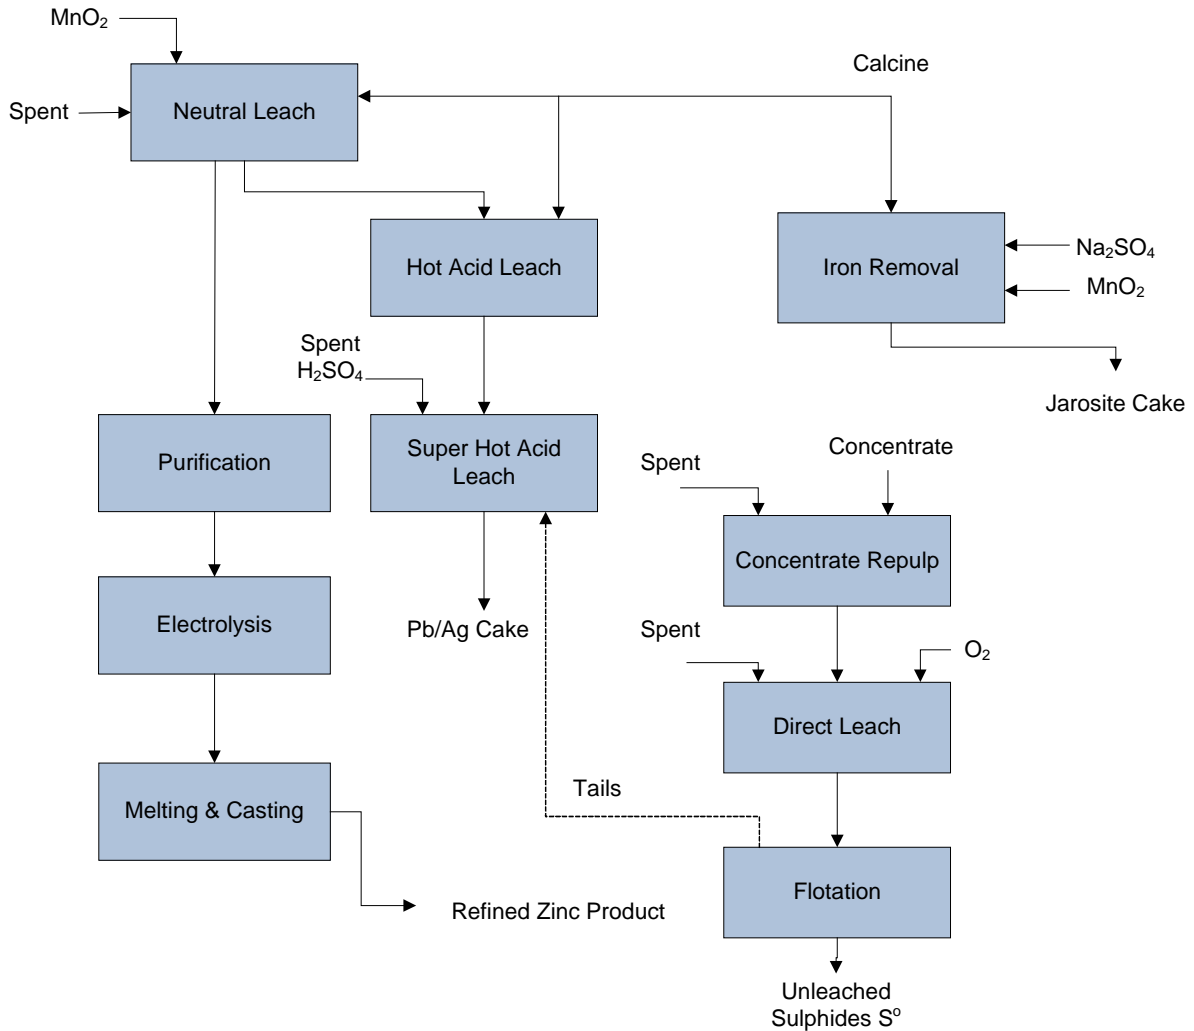 MnO₂
Calcine
Spent
Neutral Leach
Hot Acid Leach
Iron Removal
Na₂SO₄
MnO₂
Spent
H₂SO₄
Jarosite Cake
Purification
Super Hot Acid
Leach
Spent
Concentrate
Concentrate Repulp
Electrolysis
Pb/Ag Cake
Spent
O₂
Direct Leach
Tails
Melting & Casting
Flotation
Refined Zinc Product
Unleached
Sulphides S⁰